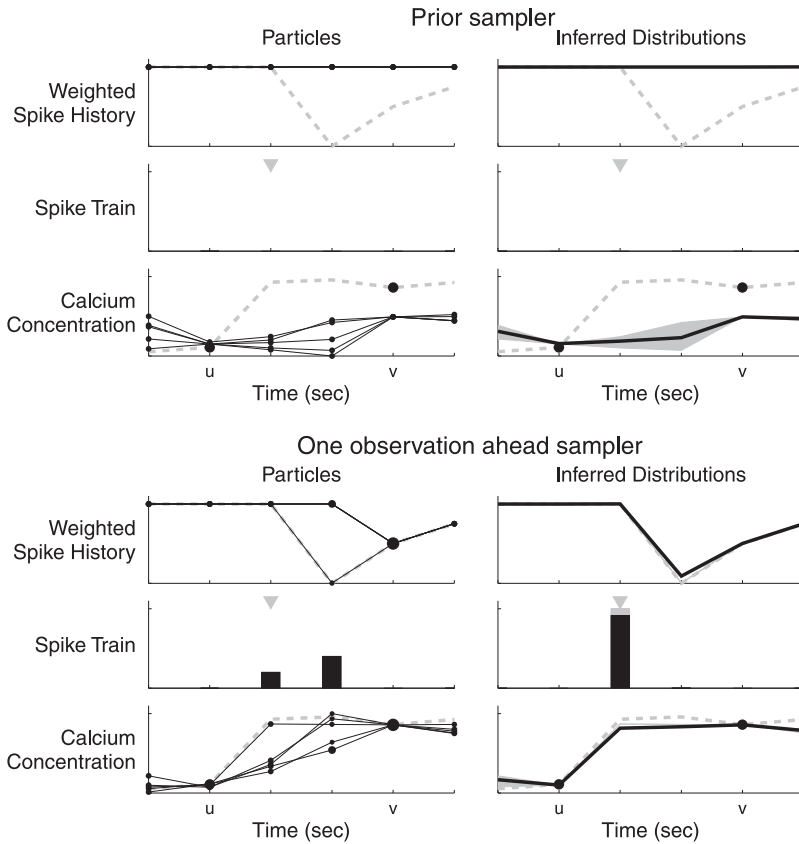 Prior sampler
Particles
Inferred Distributions
Weighted
Spike History
Spike Train
Calcium
Concentration
u
v
u
v
Time (sec)
Time (sec)
One observation ahead sampler
Particles
Inferred Distributions
Weighted
Spike History
Spike Train
Calcium
Concentration
u
v
u
v
Time (sec)
Time (sec)